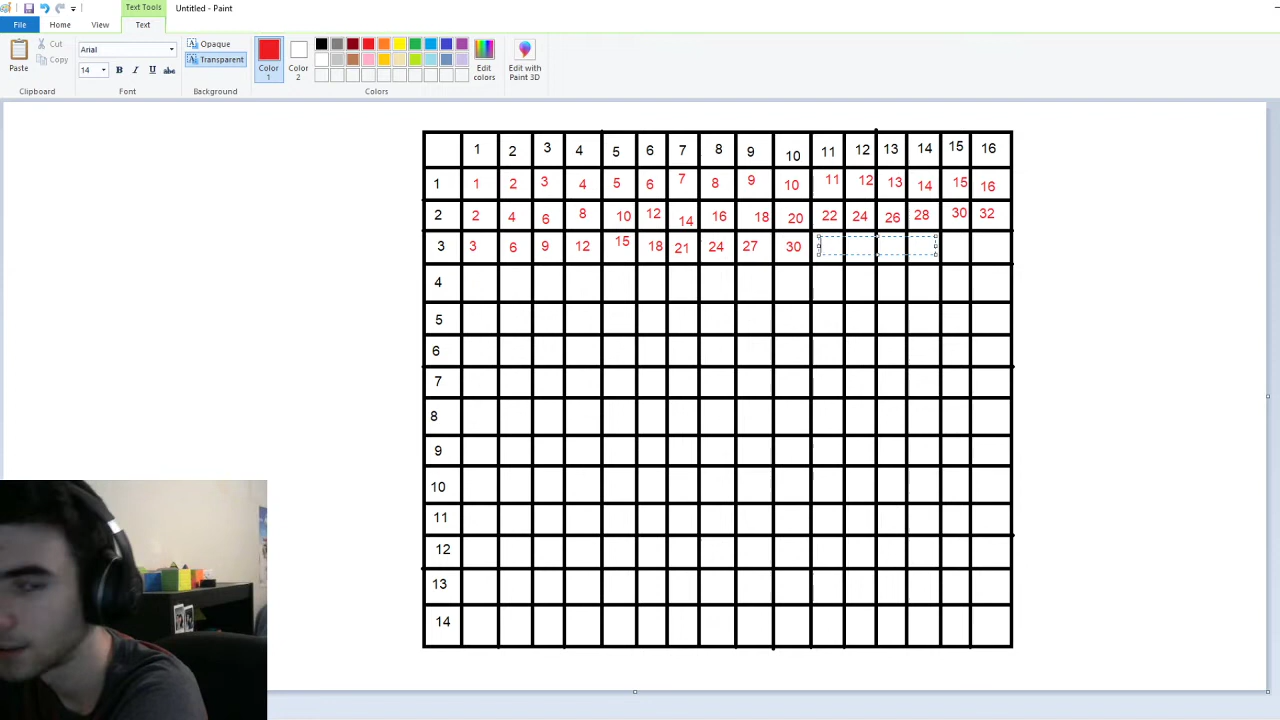 Text Tools
Untitled - Paint
File Home View Text
Paste
Cut
Copy
Clipboard
Arial
14
B I U abc
Font
Opaque
Transparent
Background
Color 1
Color 2
Edit colors
Colors
Edit with Paint 3D
1 2 3 4 5 6 7 8 9 10 11 12 13 14 15 16
1 1 2 3 4 5 6 7 8 9 10 11 12 13 14 15 16
2 2 4 6 8 10 12 14 16 18 20 22 24 26 28 30 32
3 3 6 9 12 15 18 21 24 27 30
4
5
6
7
8
9
10
11
12
13
14